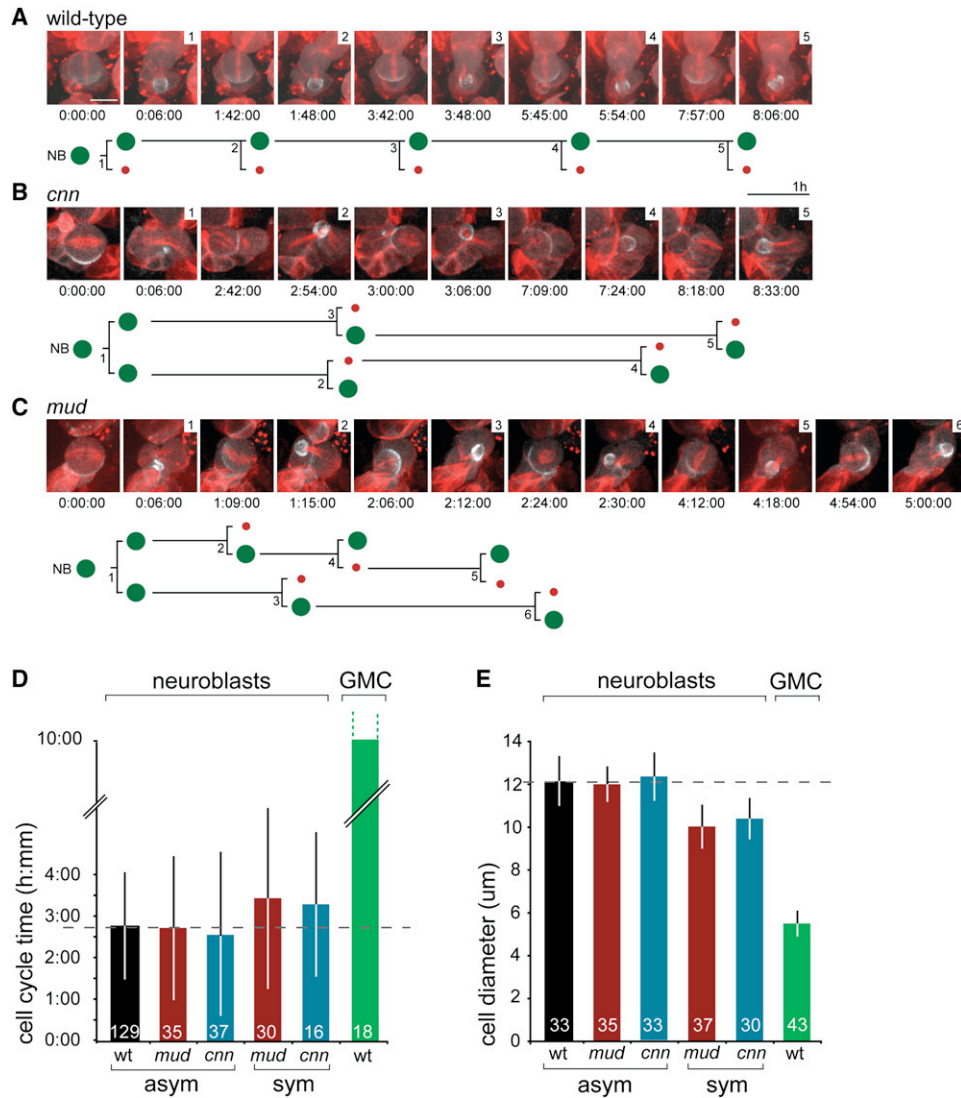 A wild-type
1 2 3 4 5
0:00:00 0:06:00 1:42:00 1:48:00 3:42:00 3:48:00 5:45:00 5:54:00 7:57:00 8:06:00
NB 1 2 3 4 5
1h
B cnn
1 2 3 4 5
0:00:00 0:06:00 2:42:00 2:54:00 3:00:00 3:06:00 7:09:00 7:24:00 8:18:00 8:33:00
3
NB 1 5
2 4
C mud
1 2 3 4 5 6
0:00:00 0:06:00 1:09:00 1:15:00 2:06:00 2:12:00 2:24:00 2:30:00 4:12:00 4:18:00 4:54:00 5:00:00
2 4 5
NB 1
3 6
D
neuroblasts GMC
cell cycle time (h:mm)
10:00
4:00
3:00
2:00
1:00
0:00
129 35 37 30 16 18
wt mud cnn mud cnn wt
asym sym
E
neuroblasts GMC
cell diameter (um)
14
12
10
8
6
4
2
0
33 35 33 37 30 43
wt mud cnn mud cnn wt
asym sym